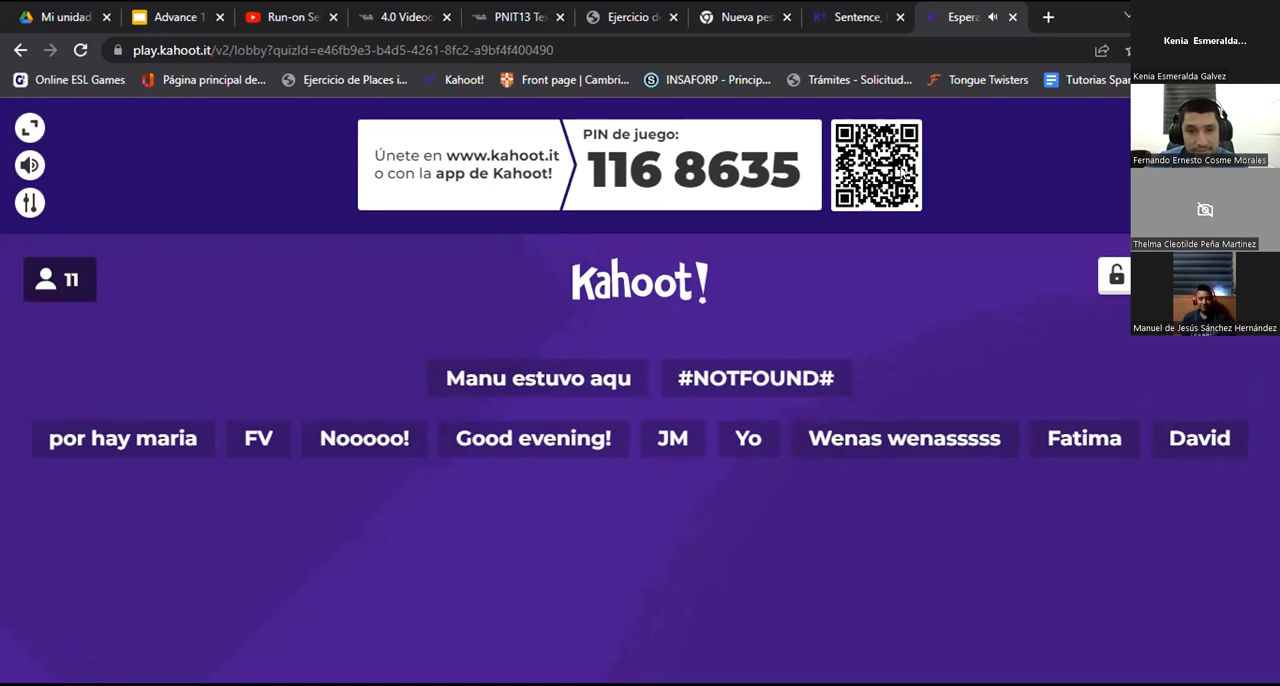 Mi unidad
Advance 1
Run-on Se
4.0 Videoc
PNIT13 Te
Ejercicio d
Nueva pes
Sentence,
Espera
play.kahoot.it/v2/lobby?quizId=e46fb9e3-b4d5-4261-8fc2-a9bf4f400490
Online ESL Games
Página principal de...
Ejercicio de Places i...
Kahoot!
Front page | Cambri...
INSAFORP - Princip...
Trámites - Solicitud...
Tongue Twisters
Tutorias Spar
Kenia Esmeralda...
Kenia Esmeralda Galvez
Fernando Ernesto Cosme Morales
Thelma Cleotilde Peña Martinez
Manuel de Jesús Sánchez Hernández
Únete en www.kahoot.it
o con la app de Kahoot!
PIN de juego:
116 8635
11
Kahoot!
Manu estuvo aqu
#NOTFOUND#
por hay maria
FV
Nooooo!
Good evening!
JM
Yo
Wenas wenasssss
Fatima
David